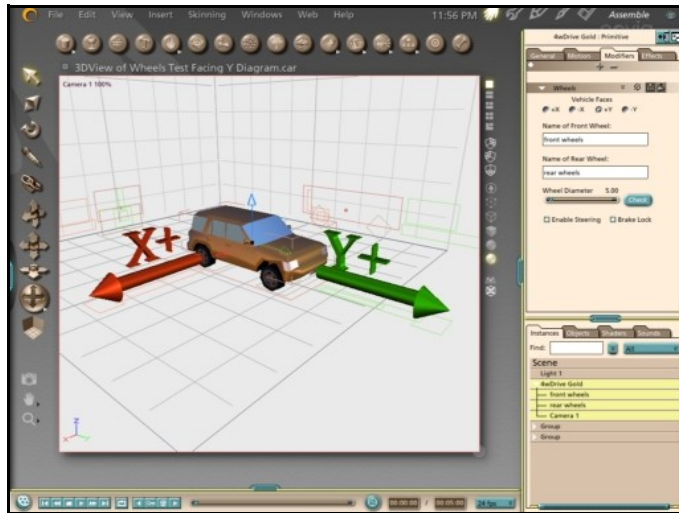 File Edit View Insert Skinning Windows Web Help 11:56 PM Assemble
4wDrive Gold : Primitive
General Motion Modifiers Effects
Wheels
Vehicle Faces
+X -X +Y -Y
Name of Front Wheel:
front wheels
Name of Rear Wheel:
rear wheels
Wheel Diameter 5.00
Check
Enable Steering Brake Lock
3DView of Wheels Test Facing Y Diagram.car
Camera 1 100%
X+
Y+
Z
X
Instances Objects Shaders Sounds
Find: All
Scene
Light 1
4wDrive Gold
front wheels
rear wheels
Camera 1
Group
Group
00:00:00 / 00:05:00 24 fps